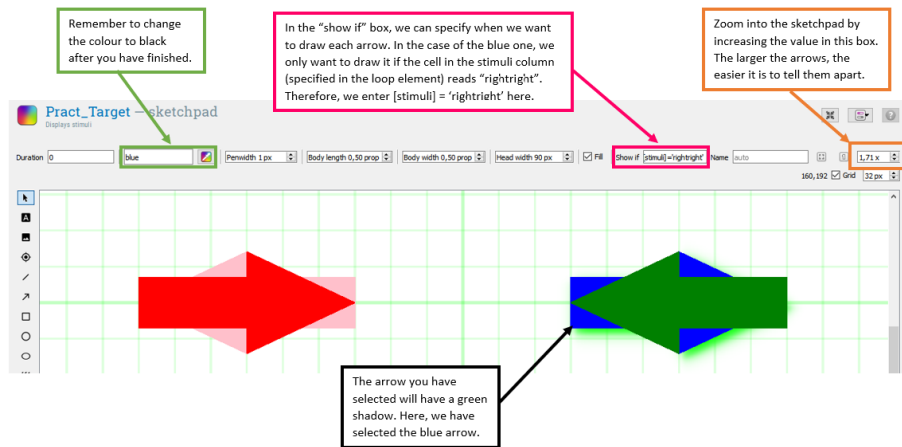 Remember to change
the colour to black
after you have finished.
In the “show if” box, we can specify when we want
to draw each arrow. In the case of the blue one, we
only want to draw it if the cell in the stimuli column
(specified in the loop element) reads “rightright”.
Therefore, we enter [stimuli] = ‘rightright’ here.
Zoom into the sketchpad by
increasing the value in this box.
The larger the arrows, the
easier it is to tell them apart.
Pract_Target — sketchpad
Displays stimuli
Duration 0 blue Penwidth 1 px Body length 0,50 prop Body width 0,50 prop Head width 90 px Fill Show if [stimuli]='rightright' Name auto 1,71 x
160,192 Grid 32 px
A
The arrow you have
selected will have a green
shadow. Here, we have
selected the blue arrow.